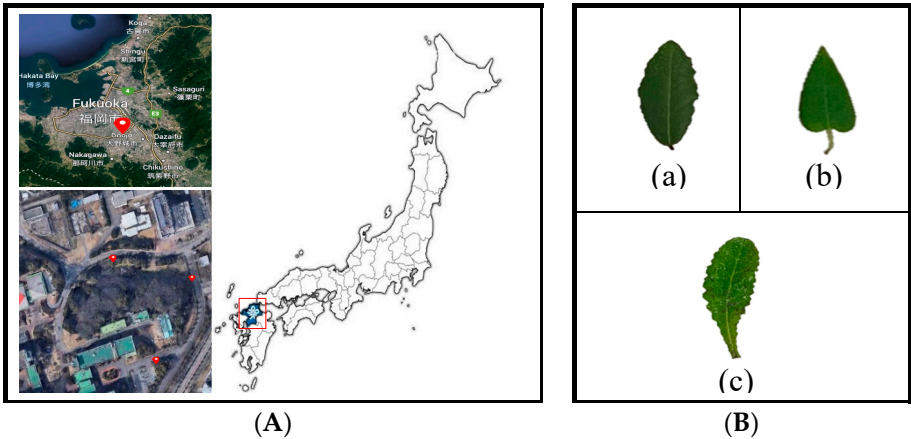 Koga
古賀市
Shingu
新宮町
Hakata Bay
博多湾
Sasaguri
篠栗町
4
E3
Fukuoka
福岡市
Onojo
大野城市
Dazaifu
太宰府市
Nakagawa
那珂川市
Chikushino
筑紫野市
(a)
(b)
(c)
(A)
(B)